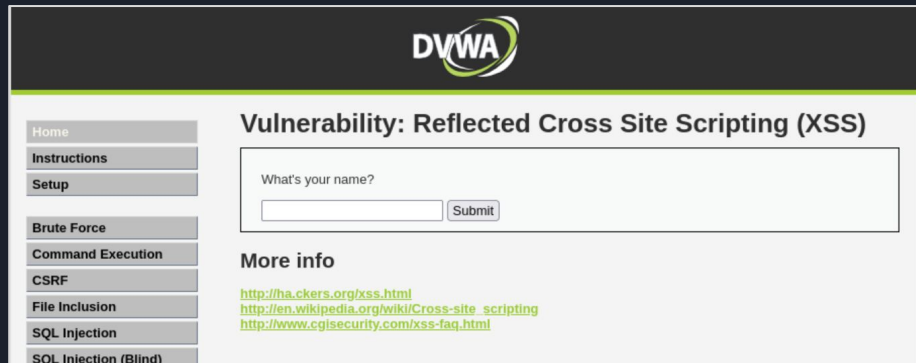 DVWA
Home
Instructions
Setup
Brute Force
Command Execution
CSRF
File Inclusion
SQL Injection
SQL Injection (Blind)
Vulnerability: Reflected Cross Site Scripting (XSS)
What's your name?
Submit
More info
http://ha.ckers.org/xss.html
http://en.wikipedia.org/wiki/Cross-site_scripting
http://www.cgisecurity.com/xss-faq.html